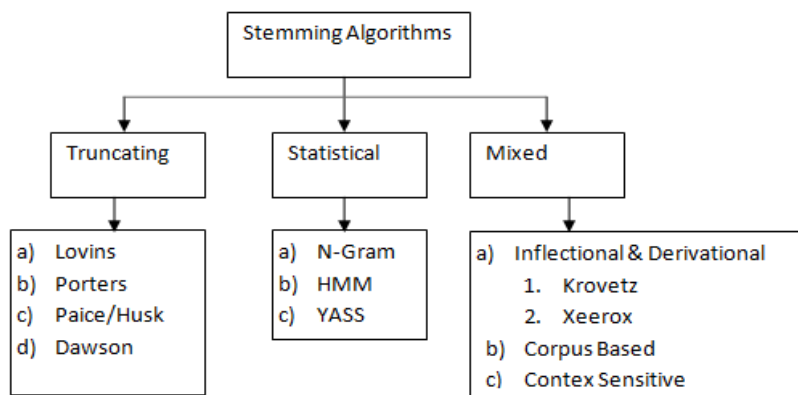 Stemming Algorithms
Truncating
Statistical
Mixed
a) Lovins
b) Porters
c) Paice/Husk
d) Dawson
a) N-Gram
b) HMM
c) YASS
a) Inflectional & Derivational
1. Krovetz
2. Xeerox
b) Corpus Based
c) Contex Sensitive